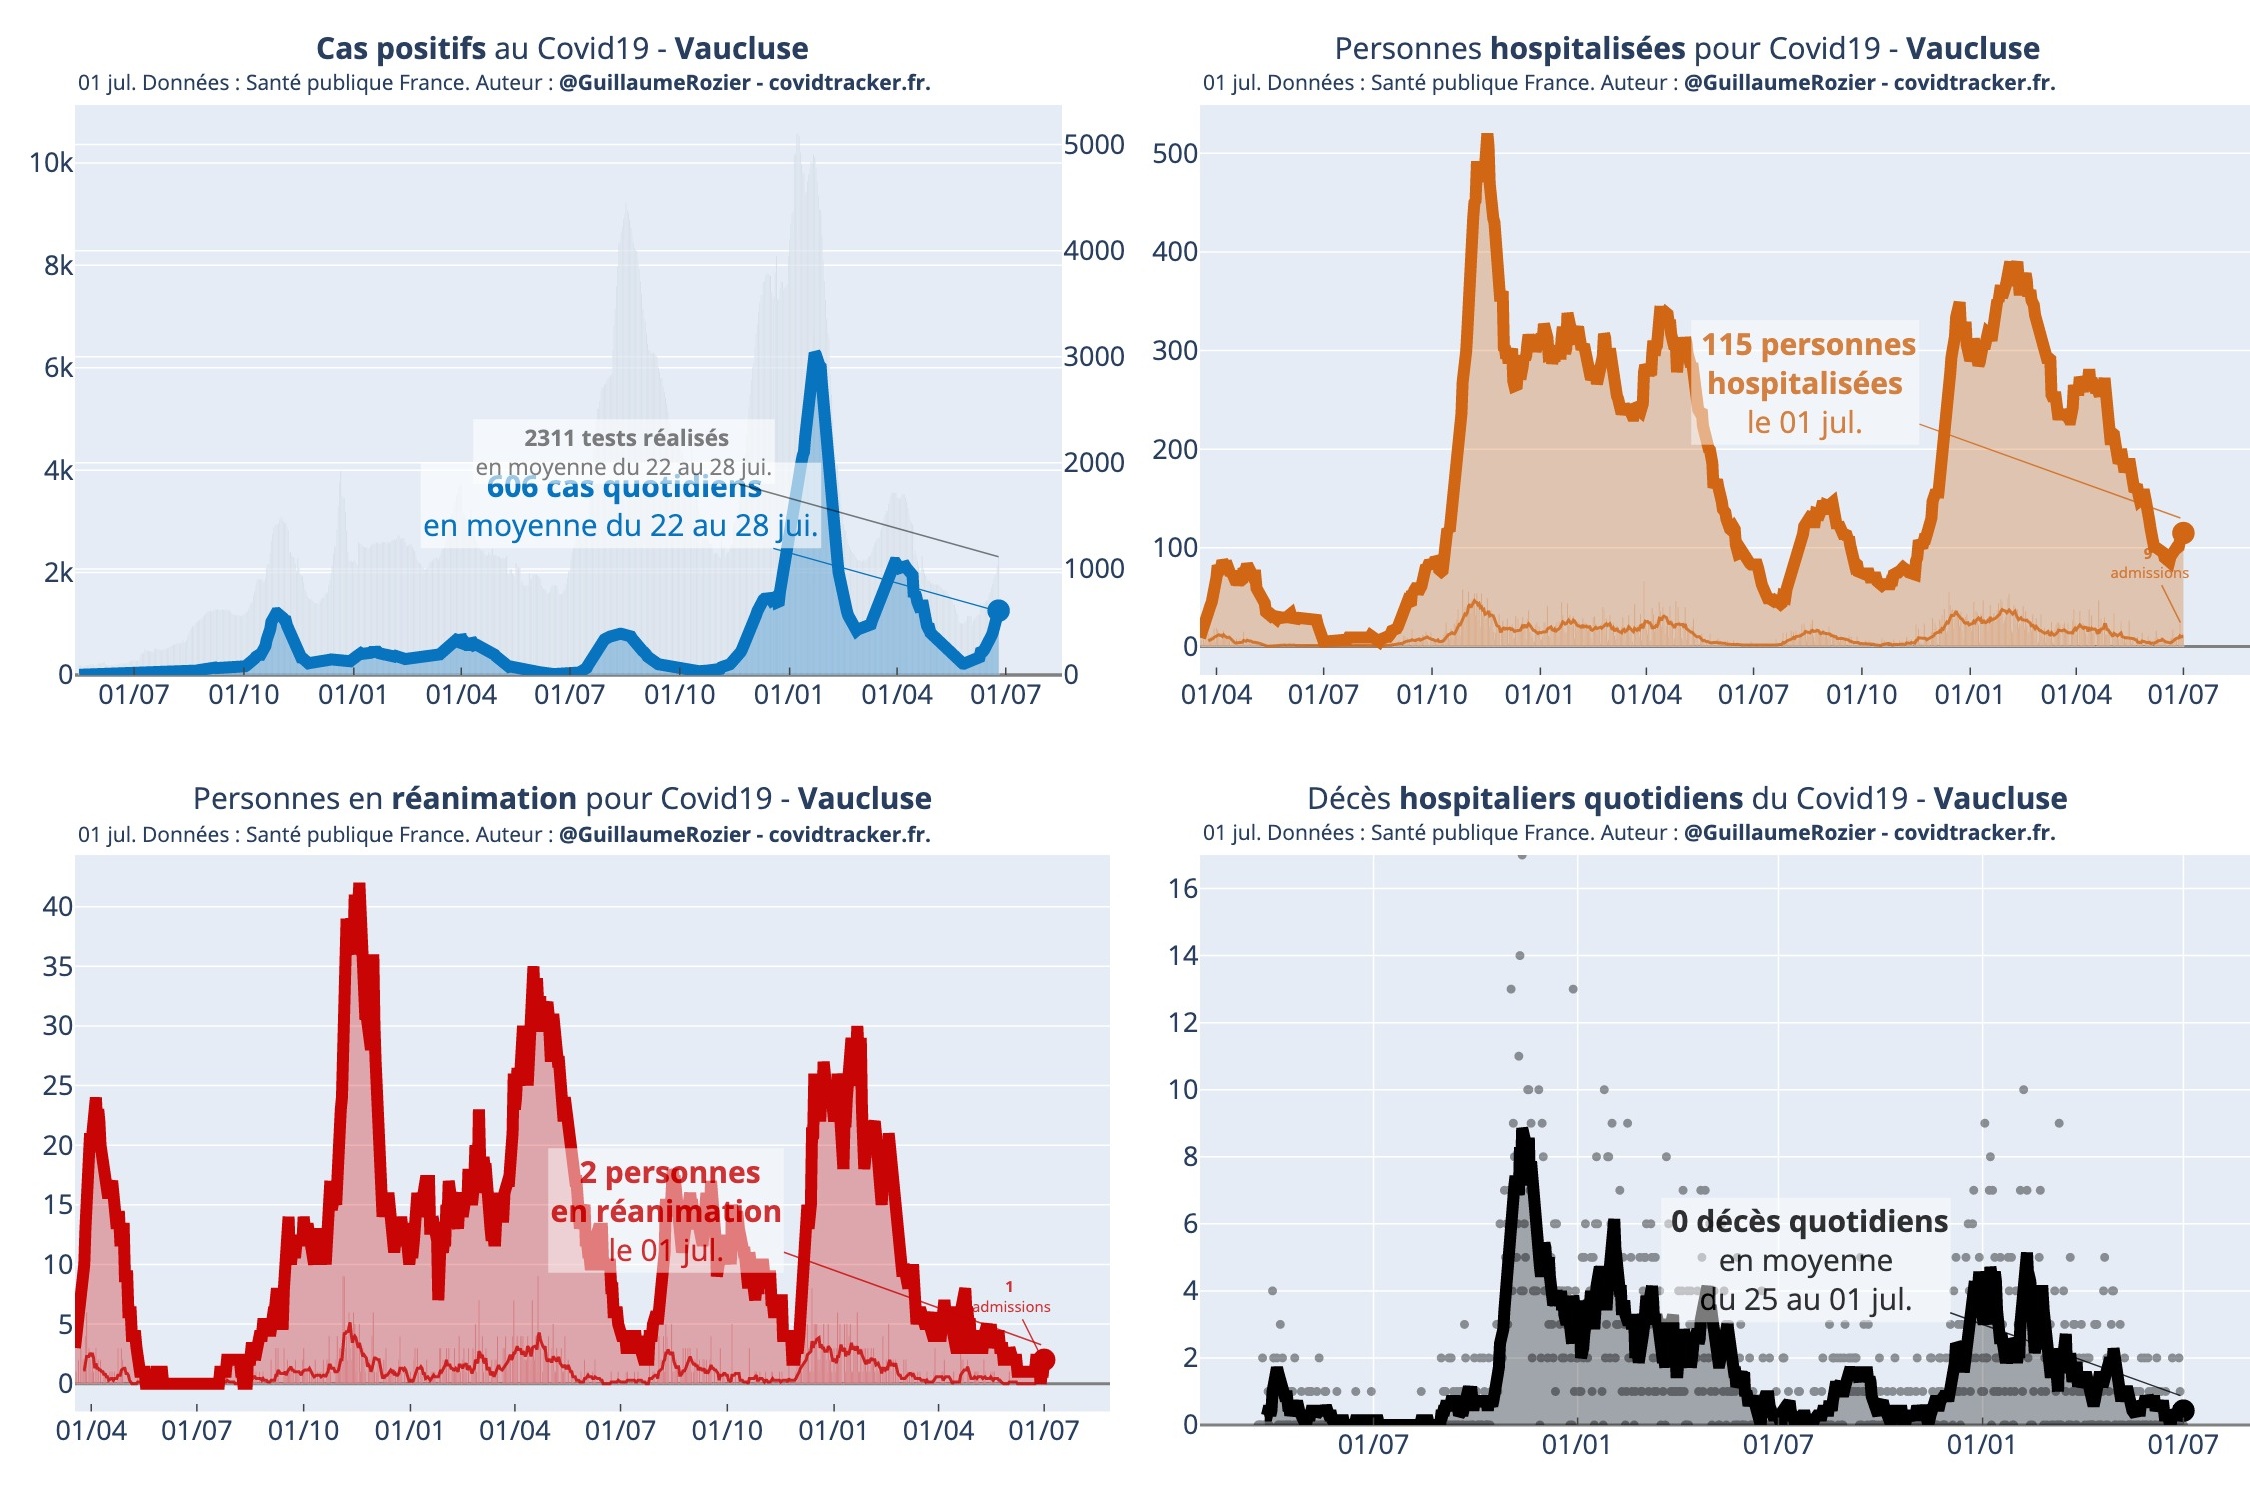 Cas positifs au Covid19 - Vaucluse
01 jul. Données : Santé publique France. Auteur : @GuillaumeRozier - covidtracker.fr.
10k
8k
6k
4k
2k
0
5000
4000
3000
2000
1000
0
2311 tests réalisés
en moyenne du 22 au 28 jui.
606 cas quotidiens
en moyenne du 22 au 28 jui.
01/07 01/10 01/01 01/04 01/07 01/10 01/01 01/04 01/07
Personnes hospitalisées pour Covid19 - Vaucluse
01 jul. Données : Santé publique France. Auteur : @GuillaumeRozier - covidtracker.fr.
500
400
300
200
100
0
115 personnes
hospitalisées
le 01 jul.
9
admissions
01/04 01/07 01/10 01/01 01/04 01/07 01/10 01/01 01/04 01/07
Personnes en réanimation pour Covid19 - Vaucluse
01 jul. Données : Santé publique France. Auteur : @GuillaumeRozier - covidtracker.fr.
40
35
30
25
20
15
10
5
0
2 personnes
en réanimation
le 01 jul.
1
admissions
01/04 01/07 01/10 01/01 01/04 01/07 01/10 01/01 01/04 01/07
Décès hospitaliers quotidiens du Covid19 - Vaucluse
01 jul. Données : Santé publique France. Auteur : @GuillaumeRozier - covidtracker.fr.
16
14
12
10
8
6
4
2
0
0 décès quotidiens
en moyenne
du 25 au 01 jul.
01/07 01/01 01/07 01/01 01/07